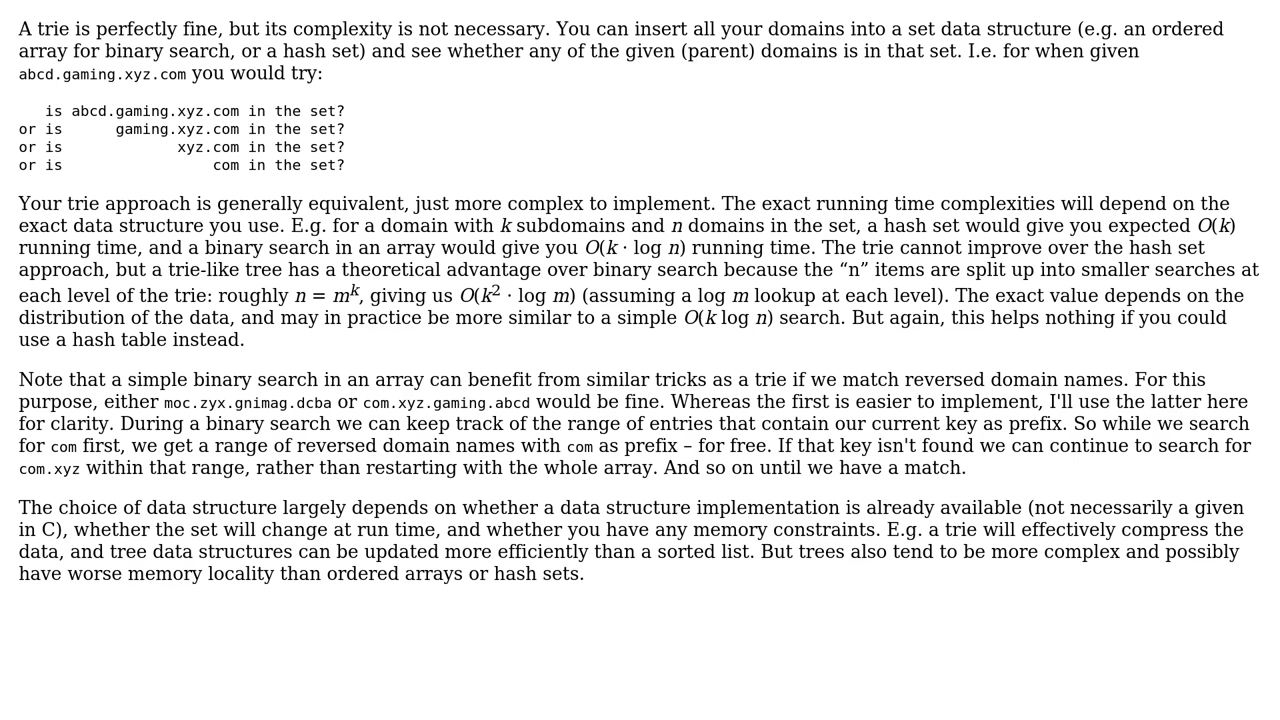 A trie is perfectly fine, but its complexity is not necessary. You can insert all your domains into a set data structure (e.g. an ordered
array for binary search, or a hash set) and see whether any of the given (parent) domains is in that set. I.e. for when given
abcd.gaming.xyz.com you would try:
   is abcd.gaming.xyz.com in the set?
or is      gaming.xyz.com in the set?
or is             xyz.com in the set?
or is                 com in the set?
Your trie approach is generally equivalent, just more complex to implement. The exact running time complexities will depend on the
exact data structure you use. E.g. for a domain with k subdomains and n domains in the set, a hash set would give you expected O(k)
running time, and a binary search in an array would give you O(k · log n) running time. The trie cannot improve over the hash set
approach, but a trie-like tree has a theoretical advantage over binary search because the “n” items are split up into smaller searches at
each level of the trie: roughly n = m^k, giving us O(k^2 · log m) (assuming a log m lookup at each level). The exact value depends on the
distribution of the data, and may in practice be more similar to a simple O(k log n) search. But again, this helps nothing if you could
use a hash table instead.
Note that a simple binary search in an array can benefit from similar tricks as a trie if we match reversed domain names. For this
purpose, either moc.zyx.gnimag.dcba or com.xyz.gaming.abcd would be fine. Whereas the first is easier to implement, I'll use the latter here
for clarity. During a binary search we can keep track of the range of entries that contain our current key as prefix. So while we search
for com first, we get a range of reversed domain names with com as prefix – for free. If that key isn't found we can continue to search for
com.xyz within that range, rather than restarting with the whole array. And so on until we have a match.
The choice of data structure largely depends on whether a data structure implementation is already available (not necessarily a given
in C), whether the set will change at run time, and whether you have any memory constraints. E.g. a trie will effectively compress the
data, and tree data structures can be updated more efficiently than a sorted list. But trees also tend to be more complex and possibly
have worse memory locality than ordered arrays or hash sets.